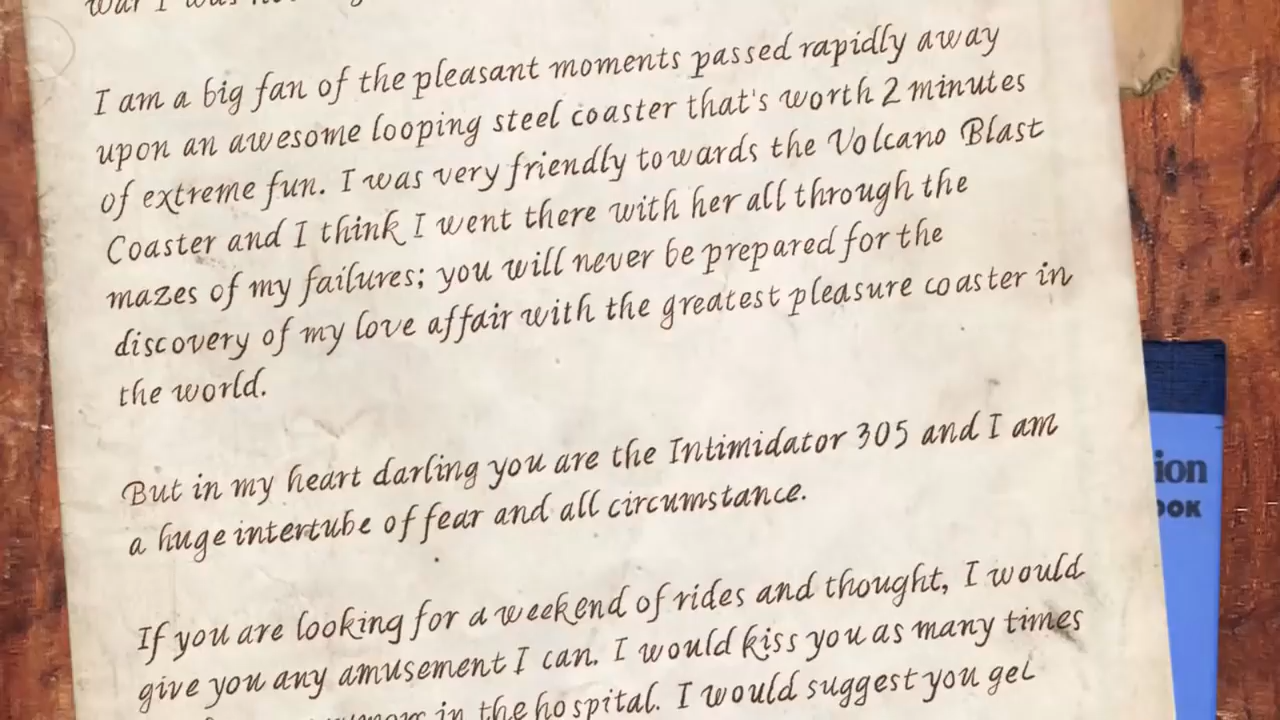 war I was
I am a big fan of the pleasant moments passed rapidly away
upon an awesome looping steel coaster that's worth 2 minutes
of extreme fun. I was very friendly towards the Volcano Blast
Coaster and I think I went there with her all through the
mazes of my failures; you will never be prepared for the
discovery of my love affair with the greatest pleasure coaster in
the world.
But in my heart darling you are the Intimidator 305 and I am
a huge intertube of fear and all circumstance.
If you are looking for a weekend of rides and thought, I would
give you any amusement I can. I would kiss you as many times
in the hospital. I would suggest you get
ion
OOK